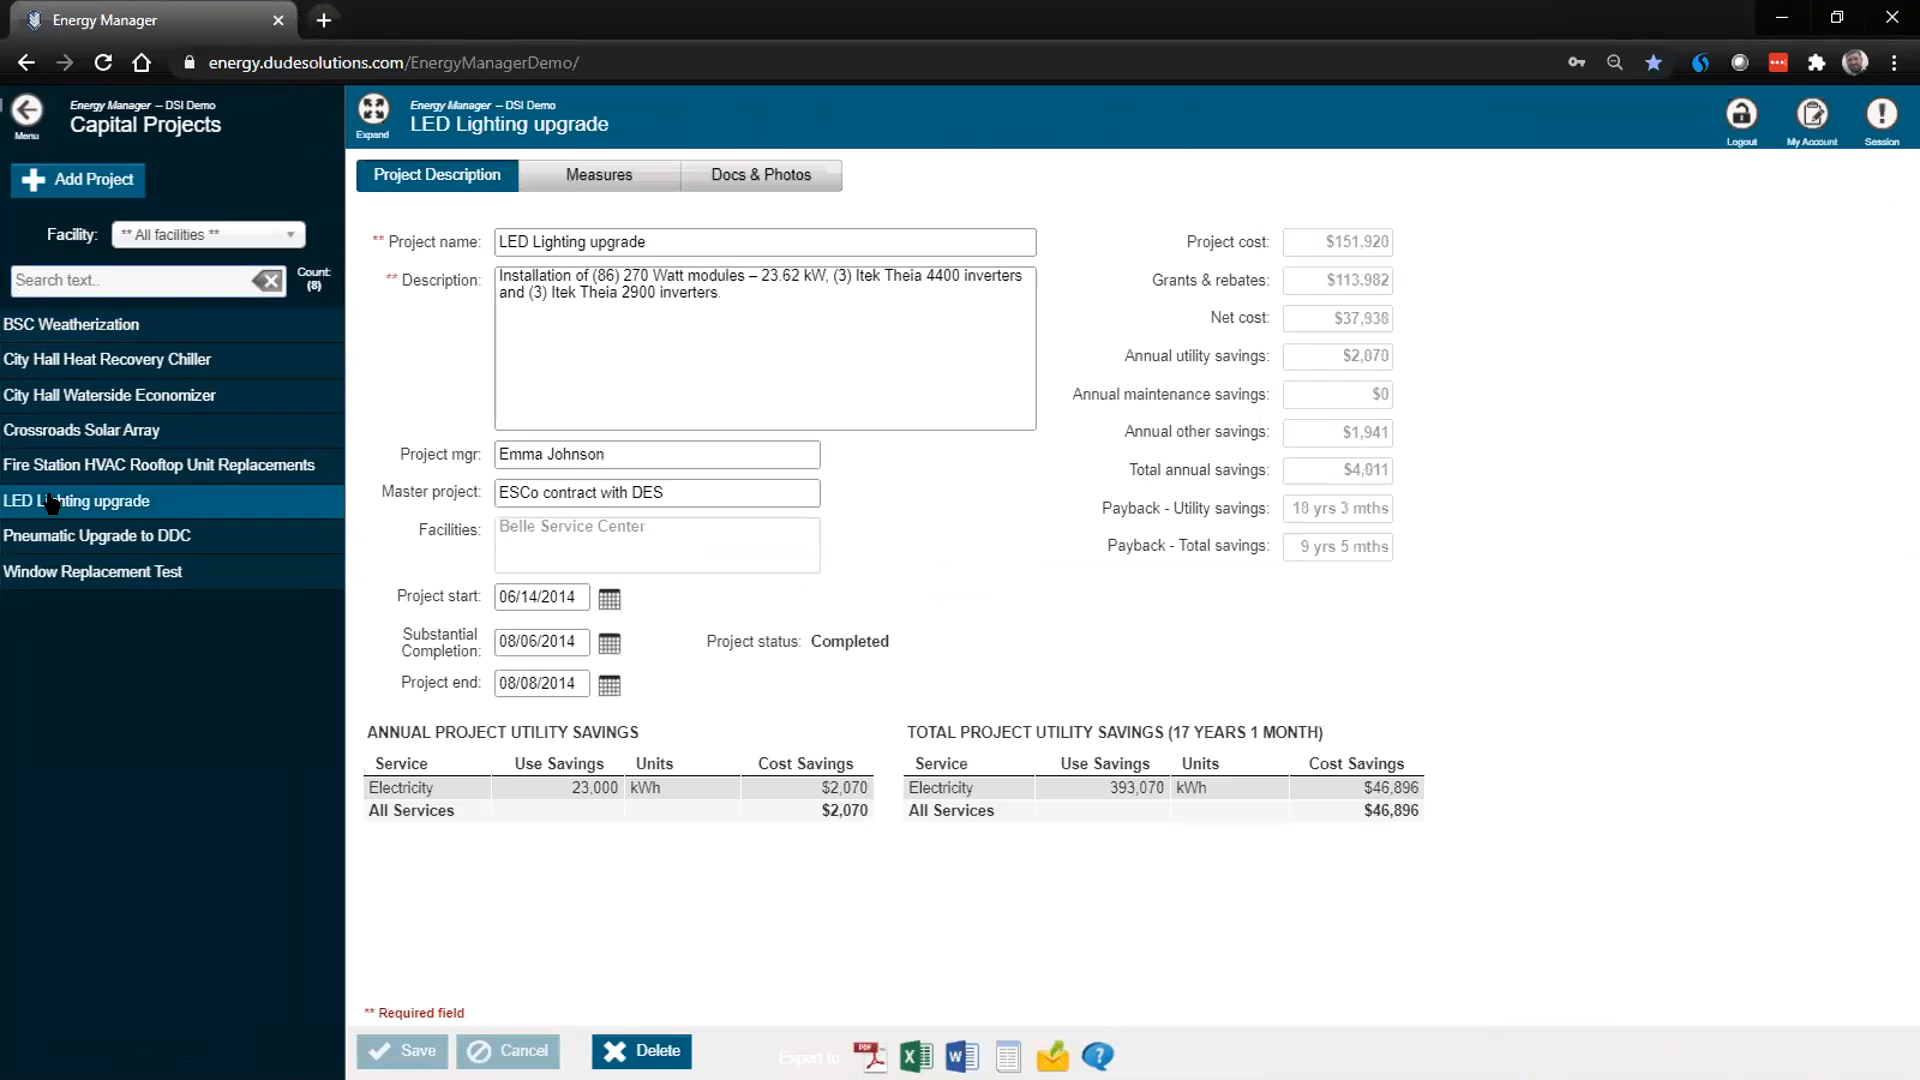 Energy Manager
energy.dudesolutions.com/EnergyManagerDemo/
Menu
Energy Manager – DSI Demo
Capital Projects
Expand
Energy Manager – DSI Demo
LED Lighting upgrade
Logout
My Account
Session
Add Project
Project Description
Measures
Docs & Photos
Facility:
** All facilities **
Search text..
Count:
(8)
BSC Weatherization
City Hall Heat Recovery Chiller
City Hall Waterside Economizer
Crossroads Solar Array
Fire Station HVAC Rooftop Unit Replacements
LED Lighting upgrade
Pneumatic Upgrade to DDC
Window Replacement Test
** Project name:
LED Lighting upgrade
** Description:
Installation of (86) 270 Watt modules – 23.62 kW, (3) Itek Theia 4400 inverters
and (3) Itek Theia 2900 inverters.
Project mgr:
Emma Johnson
Master project:
ESCo contract with DES
Facilities:
Belle Service Center
Project start:
06/14/2014
Substantial
Completion:
08/06/2014
Project status: Completed
Project end:
08/08/2014
Project cost:
$151,920
Grants & rebates:
$113,982
Net cost:
$37,938
Annual utility savings:
$2,070
Annual maintenance savings:
$0
Annual other savings:
$1,941
Total annual savings:
$4,011
Payback - Utility savings:
18 yrs 3 mths
Payback - Total savings:
9 yrs 5 mths
ANNUAL PROJECT UTILITY SAVINGS
Service Use Savings Units Cost Savings
Electricity 23,000 kWh $2,070
All Services $2,070
TOTAL PROJECT UTILITY SAVINGS (17 YEARS 1 MONTH)
Service Use Savings Units Cost Savings
Electricity 393,070 kWh $46,896
All Services $46,896
** Required field
Save
Cancel
Delete
Export to
PDF